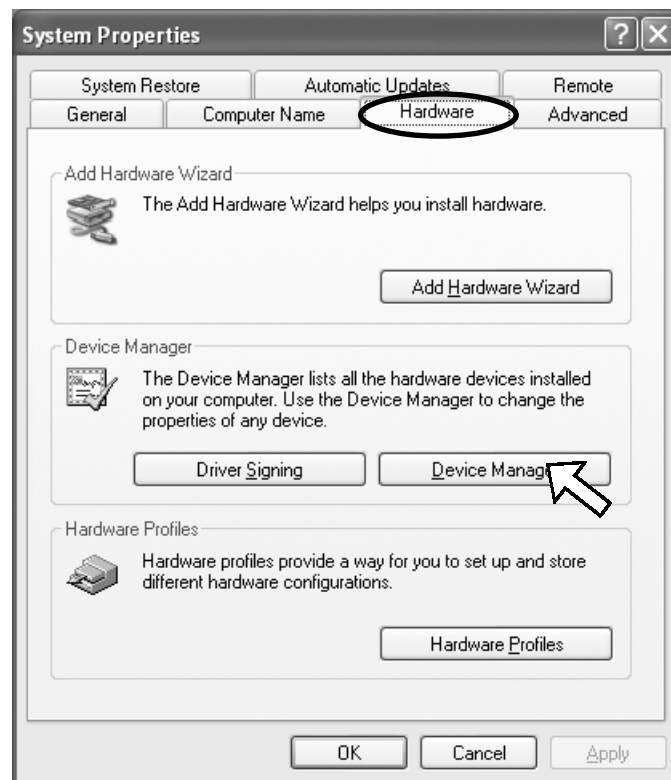 System Properties
System Restore Automatic Updates Remote
General Computer Name Hardware Advanced
Add Hardware Wizard
The Add Hardware Wizard helps you install hardware.
Add Hardware Wizard
Device Manager
The Device Manager lists all the hardware devices installed
on your computer. Use the Device Manager to change the
properties of any device.
Driver Signing Device Manag
Hardware Profiles
Hardware profiles provide a way for you to set up and store
different hardware configurations.
Hardware Profiles
OK Cancel Apply